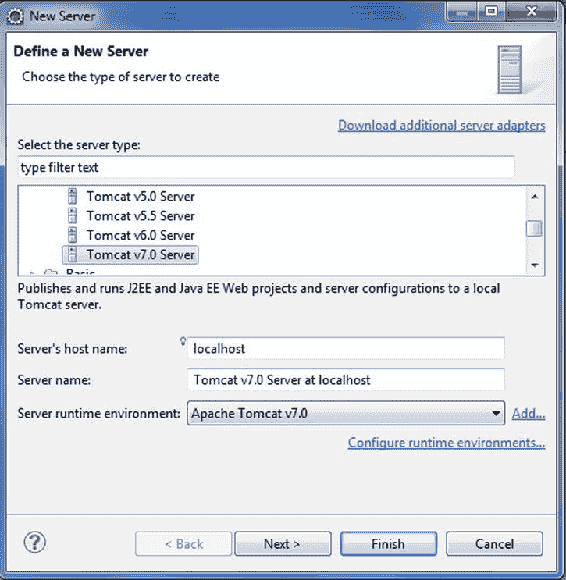 New Server
Define a New Server
Choose the type of server to create
Download additional server adapters
Select the server type:
type filter text
Tomcat v5.0 Server
Tomcat v5.5 Server
Tomcat v6.0 Server
Tomcat v7.0 Server
Basic
Publishes and runs J2EE and Java EE Web projects and server configurations to a local
Tomcat server.
Server's host name: localhost
Server name: Tomcat v7.0 Server at localhost
Server runtime environment: Apache Tomcat v7.0 Add...
Configure runtime environments...
? < Back Next > Finish Cancel